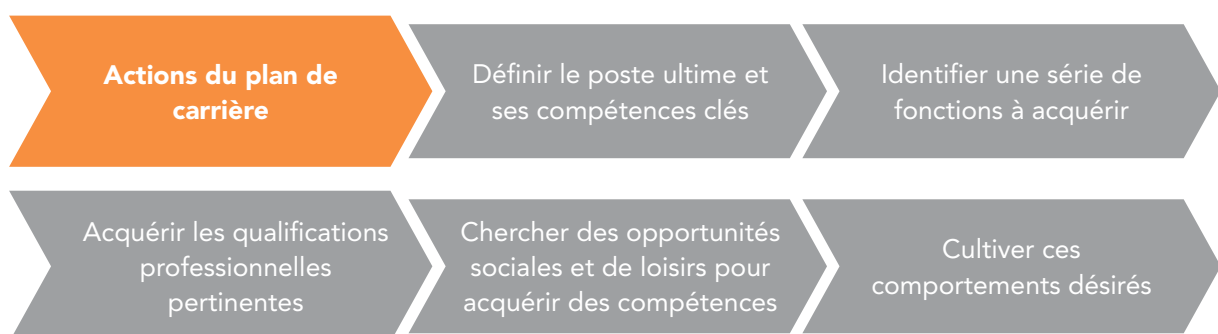 Actions du plan de
carrière
Définir le poste ultime et
ses compétences clés
Identifier une série de
fonctions à acquérir
Acquérir les qualifications
professionnelles
pertinentes
Chercher des opportunités
sociales et de loisirs pour
acquérir des compétences
Cultiver ces
comportements désirés